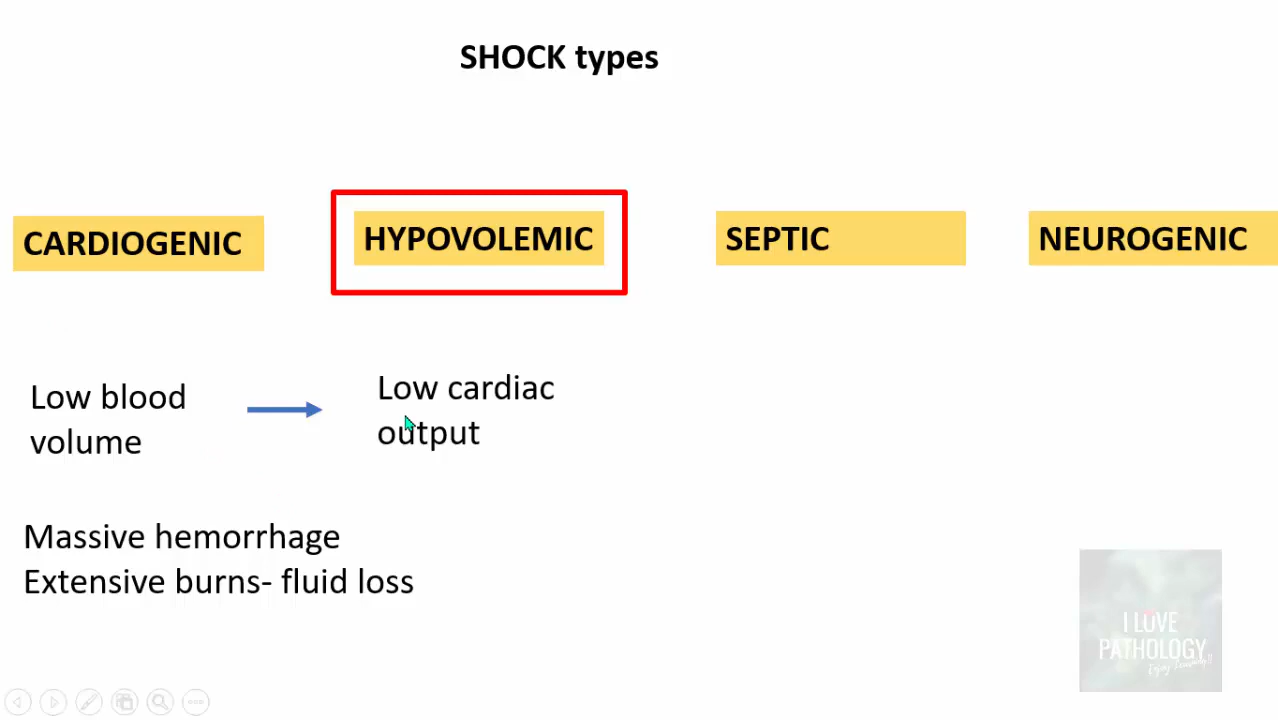 SHOCK types
CARDIOGENIC
HYPOVOLEMIC
SEPTIC
NEUROGENIC
Low blood
volume
Low cardiac
output
Massive hemorrhage
Extensive burns- fluid loss
I LOVE
PATHOLOGY
Enjoy